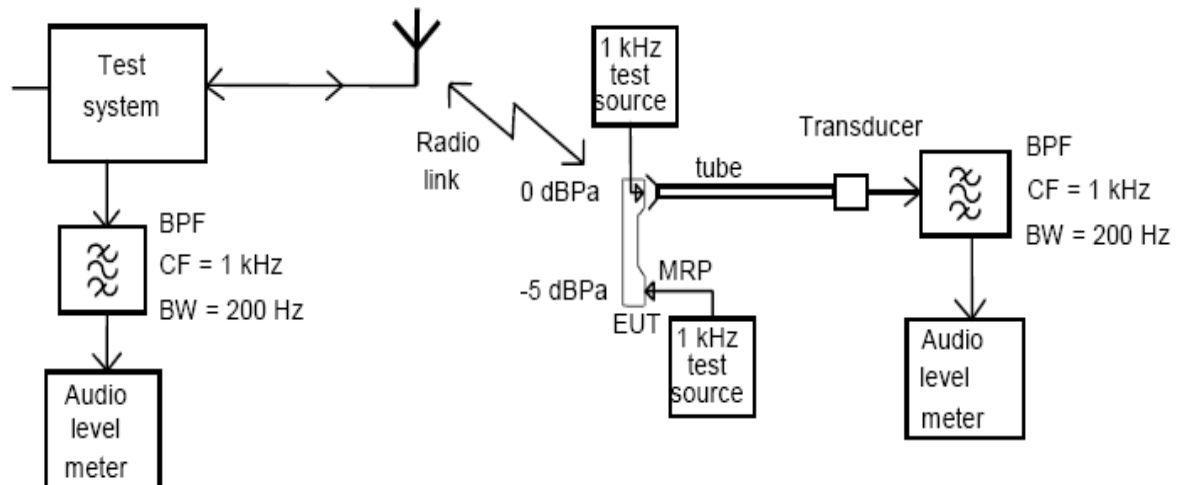 Test
system
BPF
CF = 1 kHz
BW = 200 Hz
Audio
level
meter
Radio
link
1 kHz
test
source
0 dBPa
tube
Transducer
BPF
CF = 1 kHz
BW = 200 Hz
-5 dBPa
MRP
EUT
1 kHz
test
source
Audio
level
meter